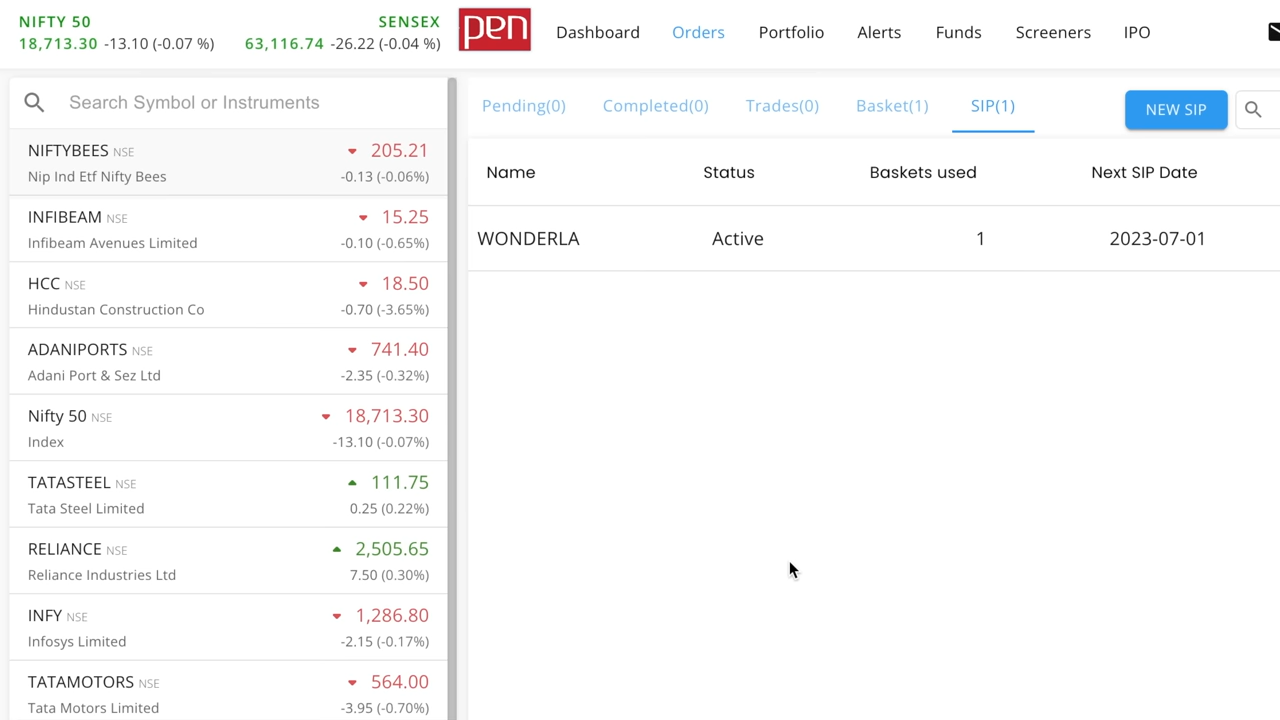 NIFTY 50 SENSEX
18,713.30 -13.10 (-0.07 %) 63,116.74 -26.22 (-0.04 %)
pen
Dashboard Orders Portfolio Alerts Funds Screeners IPO
Search Symbol or Instruments
NIFTYBEES NSE 205.21
Nip Ind Etf Nifty Bees -0.13 (-0.06%)
INFIBEAM NSE 15.25
Infibeam Avenues Limited -0.10 (-0.65%)
HCC NSE 18.50
Hindustan Construction Co -0.70 (-3.65%)
ADANIPORTS NSE 741.40
Adani Port & Sez Ltd -2.35 (-0.32%)
Nifty 50 NSE 18,713.30
Index -13.10 (-0.07%)
TATASTEEL NSE 111.75
Tata Steel Limited 0.25 (0.22%)
RELIANCE NSE 2,505.65
Reliance Industries Ltd 7.50 (0.30%)
INFY NSE 1,286.80
Infosys Limited -2.15 (-0.17%)
TATAMOTORS NSE 564.00
Tata Motors Limited -3.95 (-0.70%)
Pending(0) Completed(0) Trades(0) Basket(1) SIP(1) NEW SIP
Name Status Baskets used Next SIP Date
WONDERLA Active 1 2023-07-01